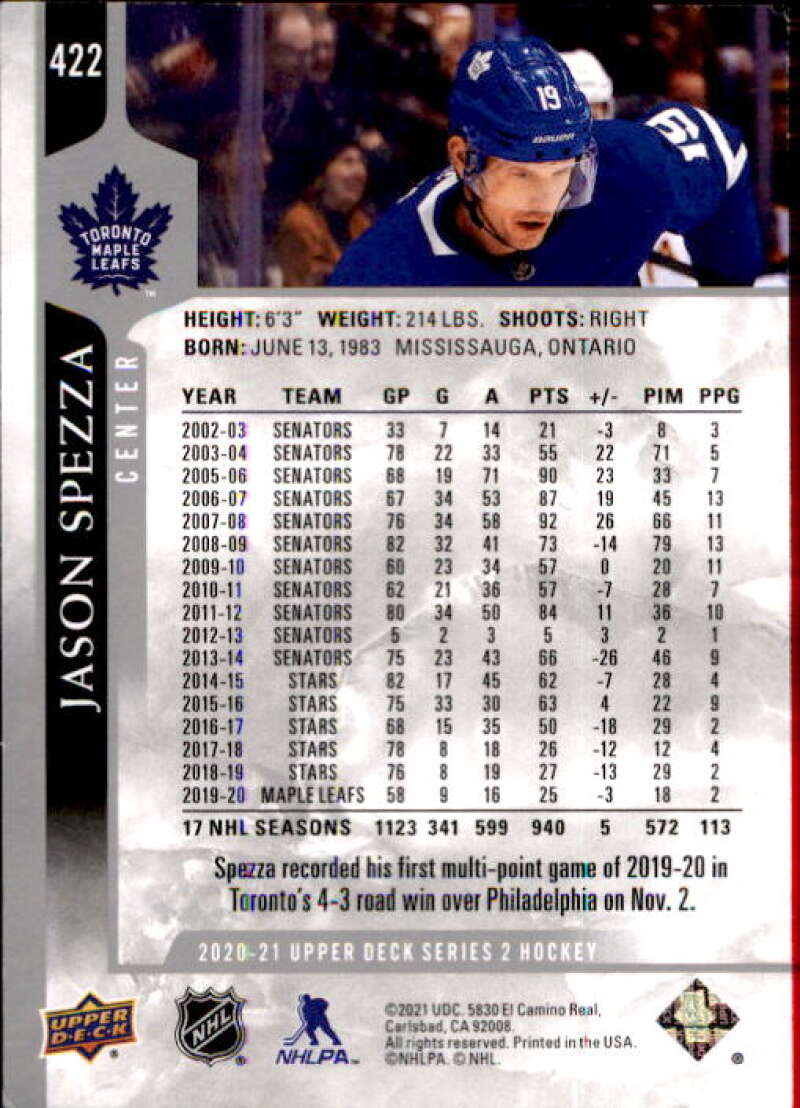 422
19
BAUER
19
TORONTO
MAPLE
LEAFS
™
JASON SPEZZA
CENTER
HEIGHT: 6'3" WEIGHT: 214 LBS. SHOOTS: RIGHT
BORN: JUNE 13, 1983 MISSISSAUGA, ONTARIO
YEAR TEAM GP G A PTS +/- PIM PPG
2002-03 SENATORS 33 7 14 21 -3 8 3
2003-04 SENATORS 78 22 33 55 22 71 5
2005-06 SENATORS 68 19 71 90 23 33 7
2006-07 SENATORS 67 34 53 87 19 45 13
2007-08 SENATORS 76 34 58 92 26 66 11
2008-09 SENATORS 82 32 41 73 -14 79 13
2009-10 SENATORS 60 23 34 57 0 20 11
2010-11 SENATORS 62 21 36 57 -7 28 7
2011-12 SENATORS 80 34 50 84 11 36 10
2012-13 SENATORS 5 2 3 5 3 2 1
2013-14 SENATORS 75 23 43 66 -26 46 9
2014-15 STARS 82 17 45 62 -7 28 4
2015-16 STARS 75 33 30 63 4 22 9
2016-17 STARS 68 15 35 50 -18 29 2
2017-18 STARS 78 8 18 26 -12 12 4
2018-19 STARS 76 8 19 27 -13 29 2
2019-20 MAPLE LEAFS 58 9 16 25 -3 18 2
17 NHL SEASONS 1123 341 599 940 5 572 113
Spezza recorded his first multi-point game of 2019-20 in
Toronto's 4-3 road win over Philadelphia on Nov. 2.
2020-21 UPPER DECK SERIES 2 HOCKEY
UPPER
D·E·C·K
®
NHL
®
NHLPA™
©2021 UDC. 5830 El Camino Real,
Carlsbad, CA 92008.
All rights reserved. Printed in the USA.
©NHLPA. © NHL.
®